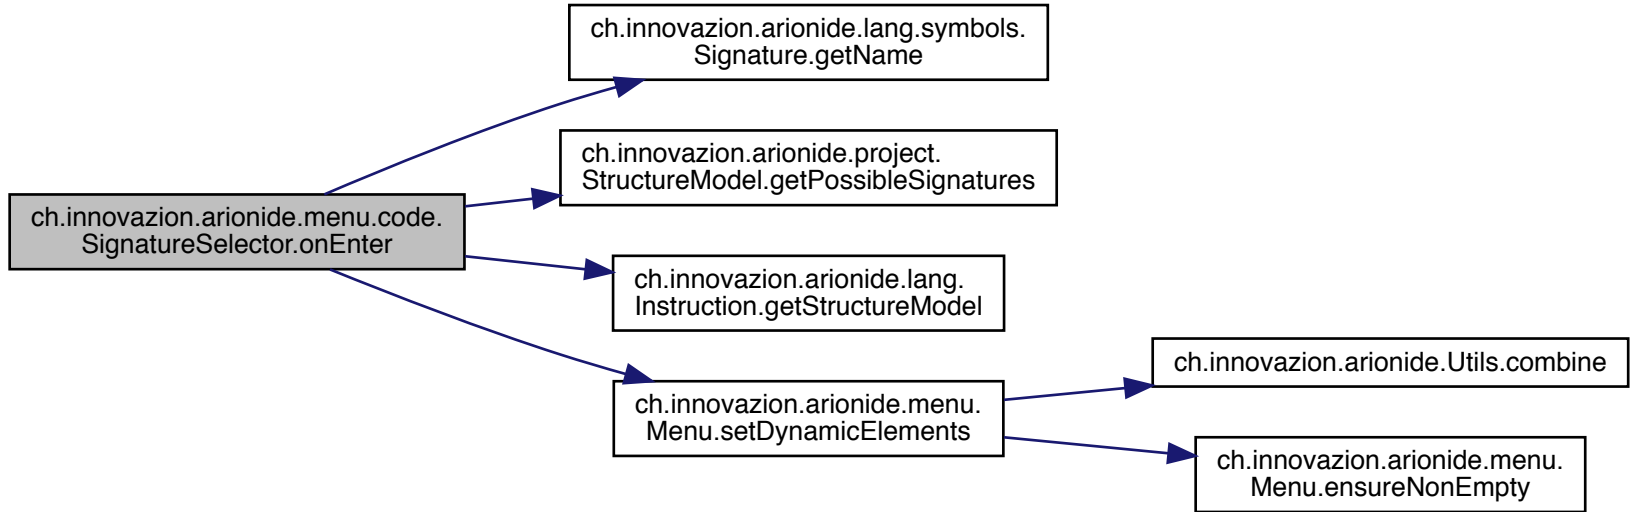 ch.innovazion.arionide.lang.symbols.
Signature.getName
ch.innovazion.arionide.project.
StructureModel.getPossibleSignatures
ch.innovazion.arionide.menu.code.
SignatureSelector.onEnter
ch.innovazion.arionide.lang.
Instruction.getStructureModel
ch.innovazion.arionide.Utils.combine
ch.innovazion.arionide.menu.
Menu.setDynamicElements
ch.innovazion.arionide.menu.
Menu.ensureNonEmpty